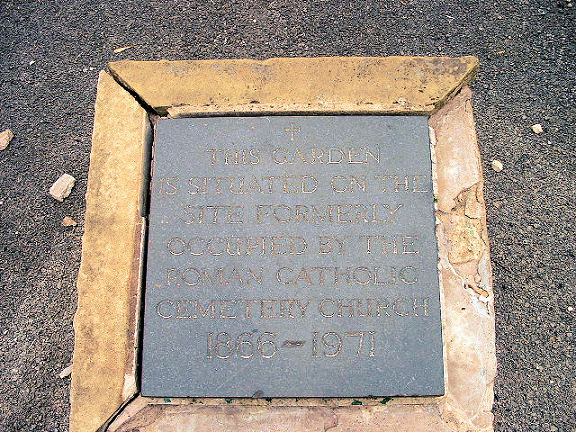 THIS GARDEN
IS SITUATED ON THE
SITE FORMERLY
OCCUPIED BY THE
ROMAN CATHOLIC
CEMETERY CHURCH
1866~1971